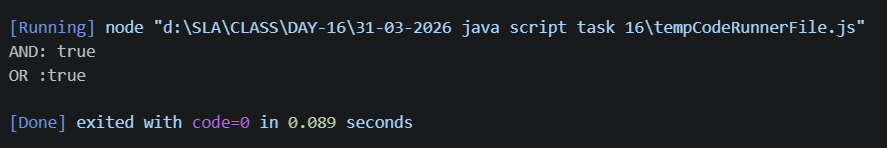 [Running] node "d:\SLA\CLASS\DAY-16\31-03-2026 java script task 16\tempCodeRunnerFile.js"
AND: true
OR :true
[Done] exited with code=0 in 0.089 seconds